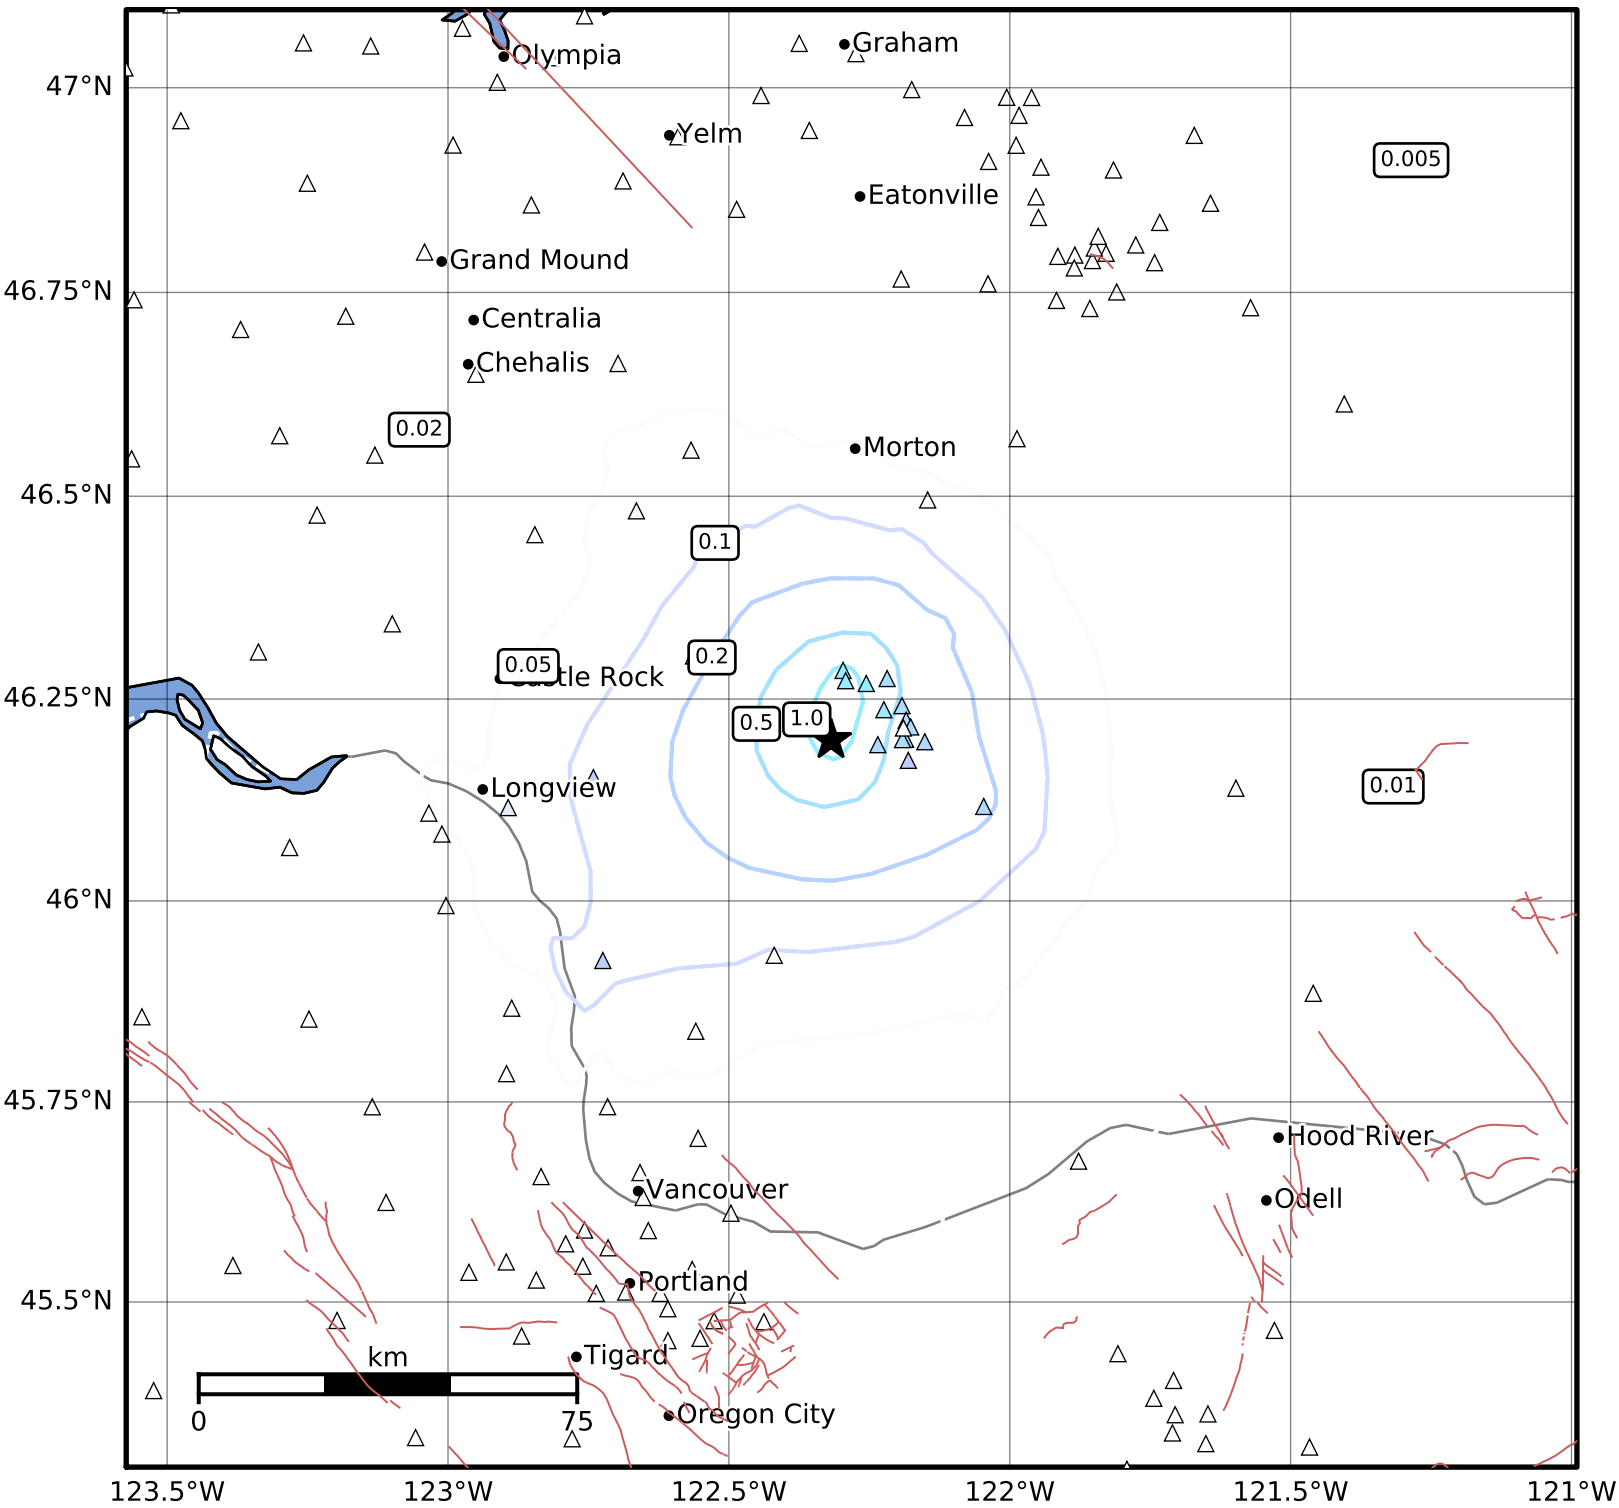 Olympia
Graham
47°N
Yelm
0.005
Eatonville
Grand Mound
46.75°N
Centralia
Chehalis
0.02
Morton
46.5°N
0.1
0.05
0.2
stle Rock
46.25°N
0.5
1.0
Longview
0.01
46°N
45.75°N
Hood River
Vancouver
Odell
Portland
45.5°N
km
Tigard
0
75
Oregon City
123.5°W
123°W
122.5°W
122°W
121.5°W
121°W